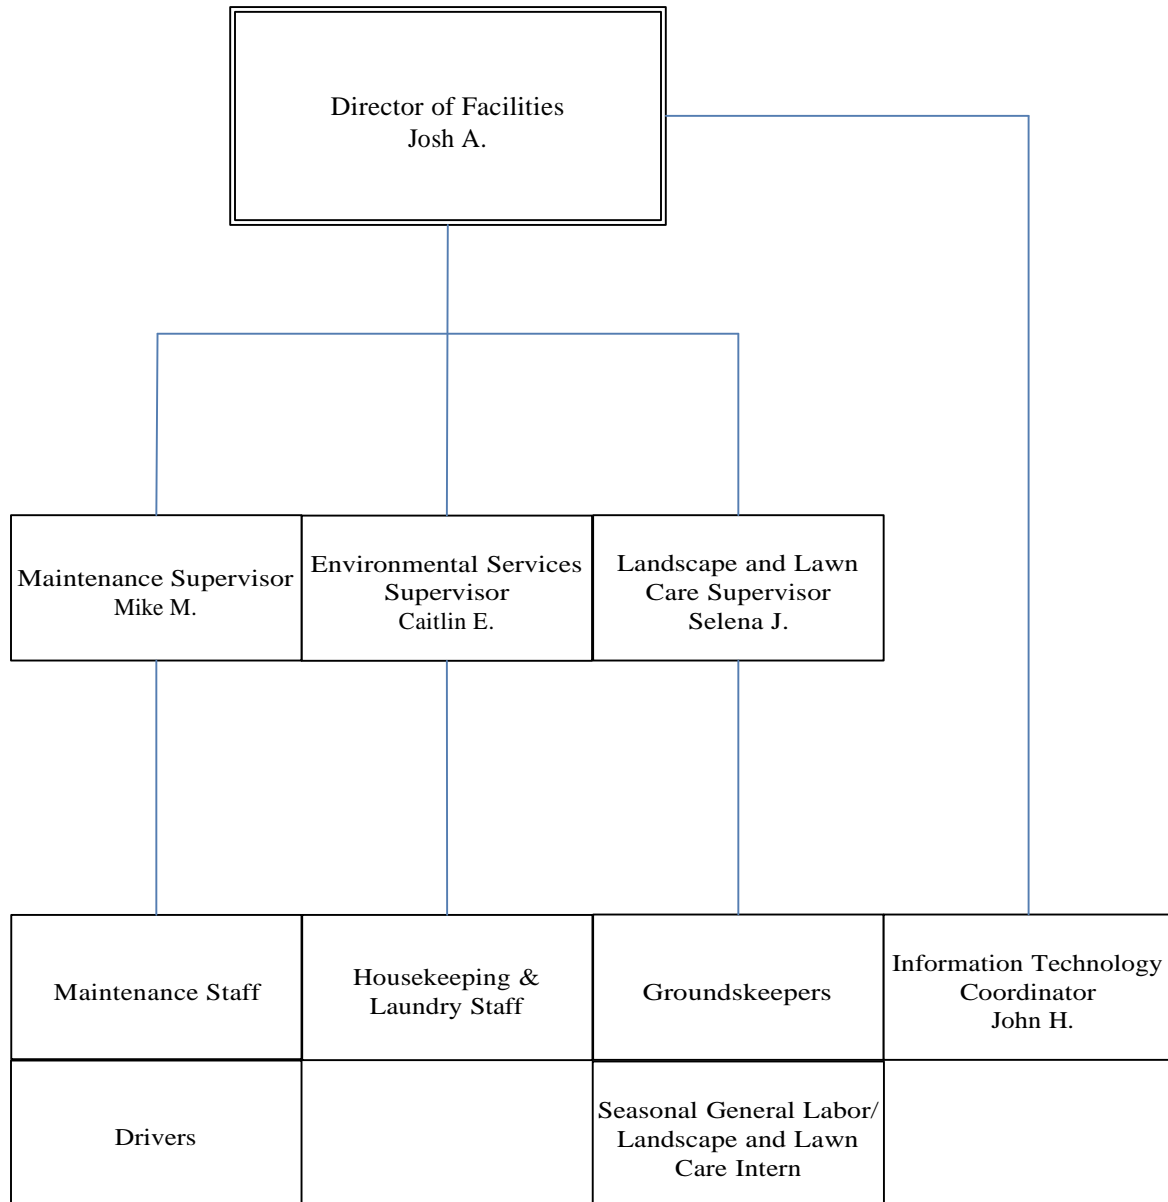 Director of Facilities
Josh A.
Maintenance Supervisor
Mike M.
Environmental Services
Supervisor
Caitlin E.
Landscape and Lawn
Care Supervisor
Selena J.
Maintenance Staff
Housekeeping &
Laundry Staff
Groundskeepers
Information Technology
Coordinator
John H.
Drivers
Seasonal General Labor/
Landscape and Lawn
Care Intern